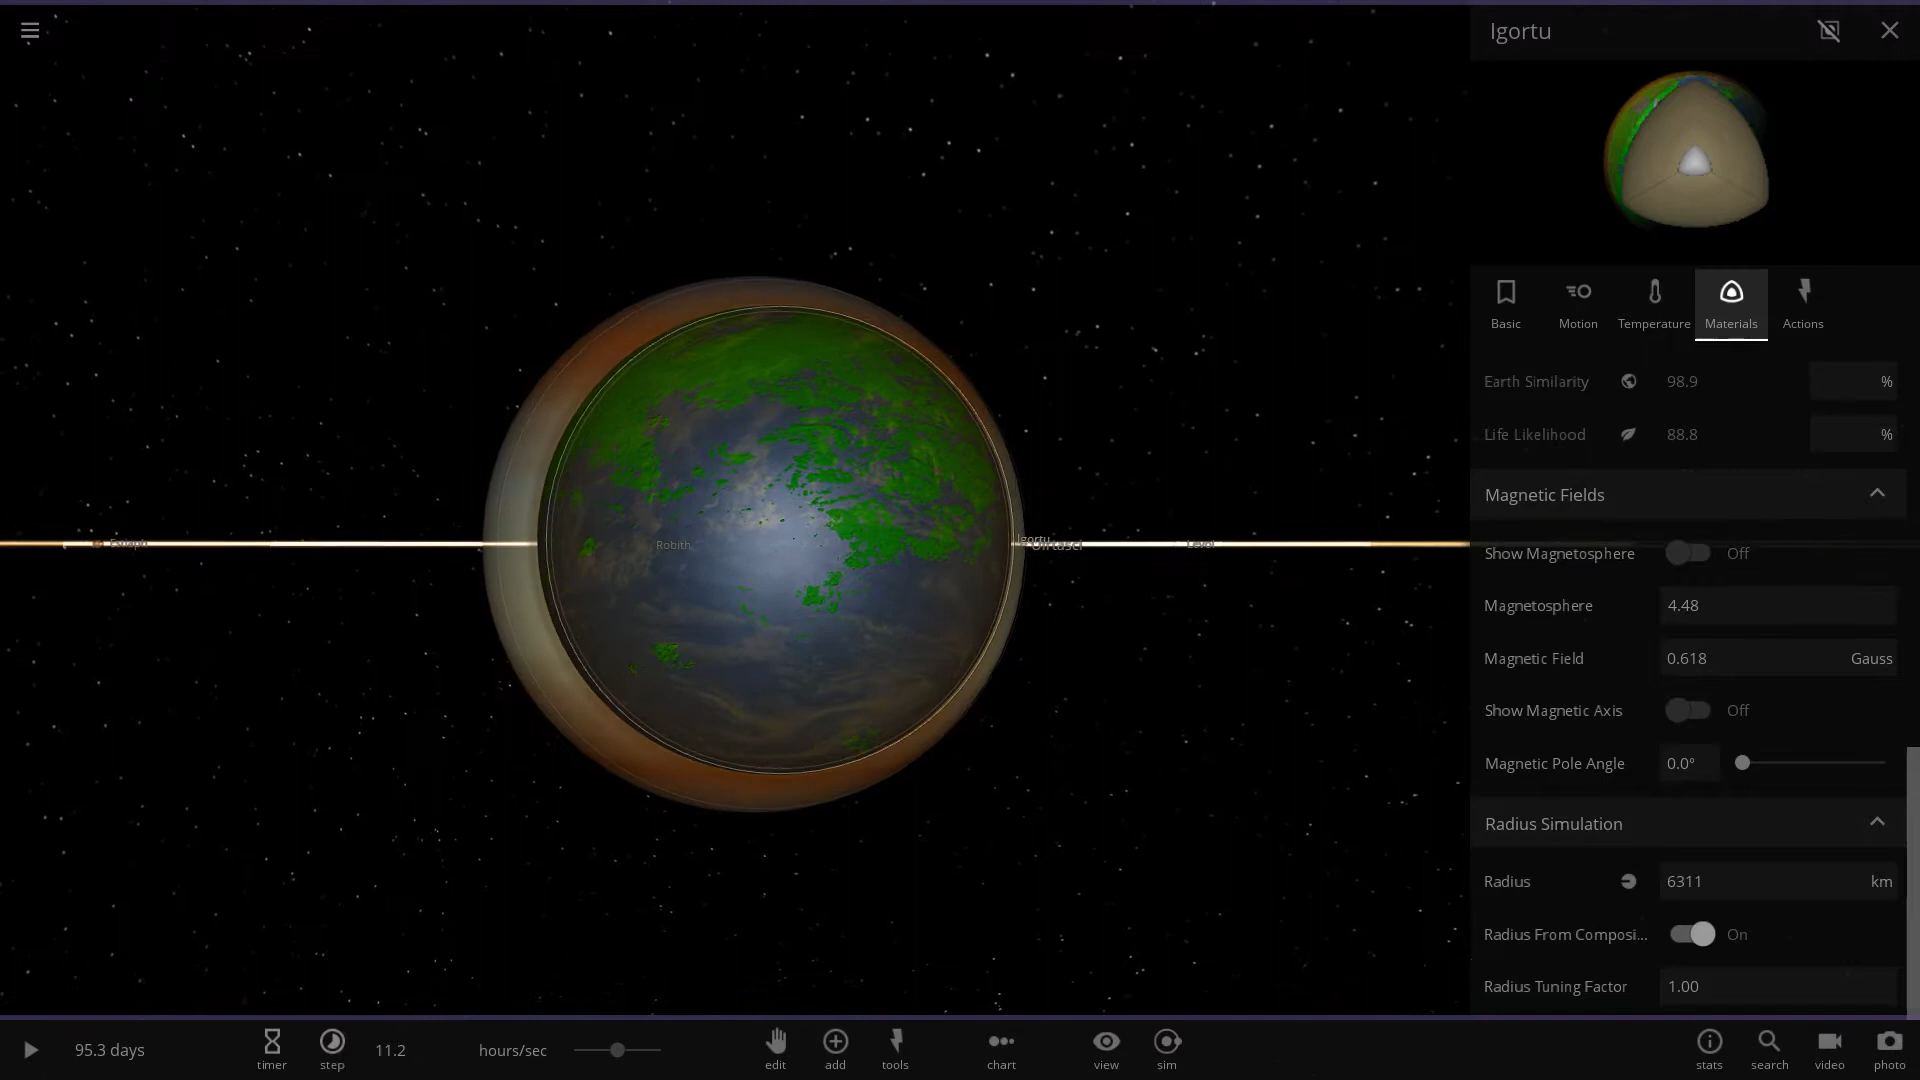 Igortu
Basic
Motion
Temperature
Materials
Actions
Earth Similarity 98.9 %
Life Likelihood 88.8 %
Magnetic Fields
Show Magnetosphere Off
Magnetosphere 4.48
Magnetic Field 0.618 Gauss
Show Magnetic Axis Off
Magnetic Pole Angle 0.0°
Radius Simulation
Radius 6311 km
Radius From Composi... On
Radius Tuning Factor 1.00
Robith
Igortu
95.3 days
timer
step
11.2 hours/sec
edit
add
tools
chart
view
sim
stats
search
video
photo